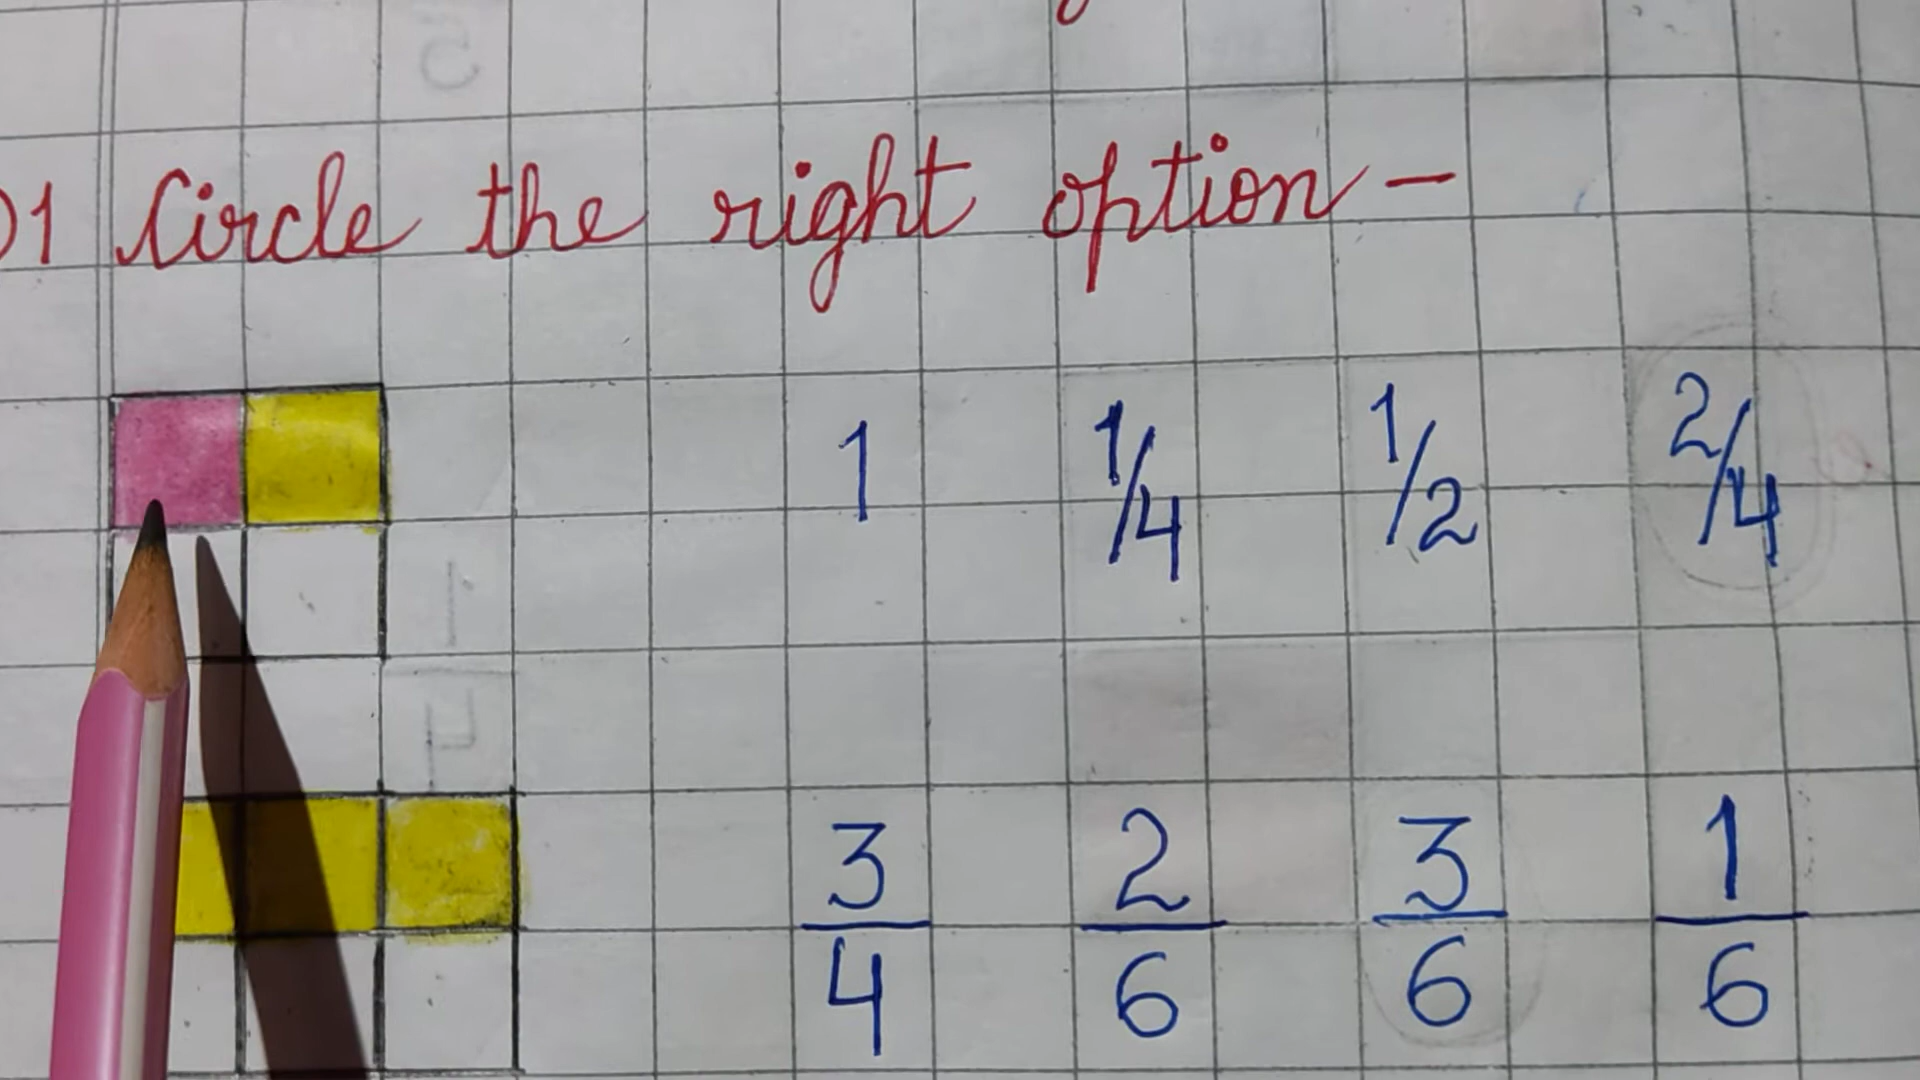 )1 Circle the right option -
1 1/4 1/2 2/4
3/4 2/6 3/6 1/6